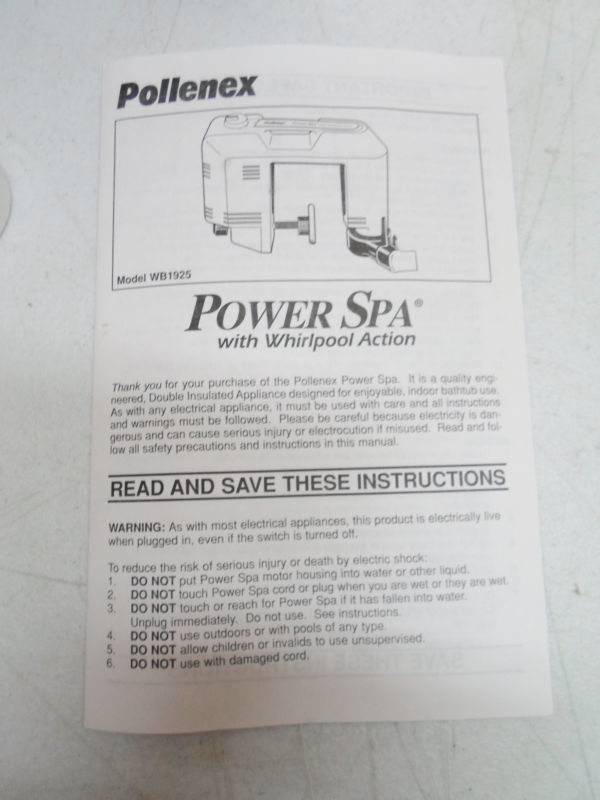 Pollenex
Model WB1925
POWER SPA®
with Whirlpool Action
Thank you for your purchase of the Pollenex Power Spa. It is a quality engi-
neered, Double Insulated Appliance designed for enjoyable, indoor bathtub use.
As with any electrical appliance, it must be used with care and all instructions
and warnings must be followed. Please be careful because electricity is dan-
gerous and can cause serious injury or electrocution if misused. Read and fol-
low all safety precautions and instructions in this manual.
READ AND SAVE THESE INSTRUCTIONS
WARNING: As with most electrical appliances, this product is electrically live
when plugged in, even if the switch is turned off.
To reduce the risk of serious injury or death by electric shock:
1. DO NOT put Power Spa motor housing into water or other liquid.
2. DO NOT touch Power Spa cord or plug when you are wet or they are wet.
3. DO NOT touch or reach for Power Spa if it has fallen into water.
Unplug immediately. Do not use. See instructions.
4. DO NOT use outdoors or with pools of any type.
5. DO NOT allow children or invalids to use unsupervised.
6. DO NOT use with damaged cord.